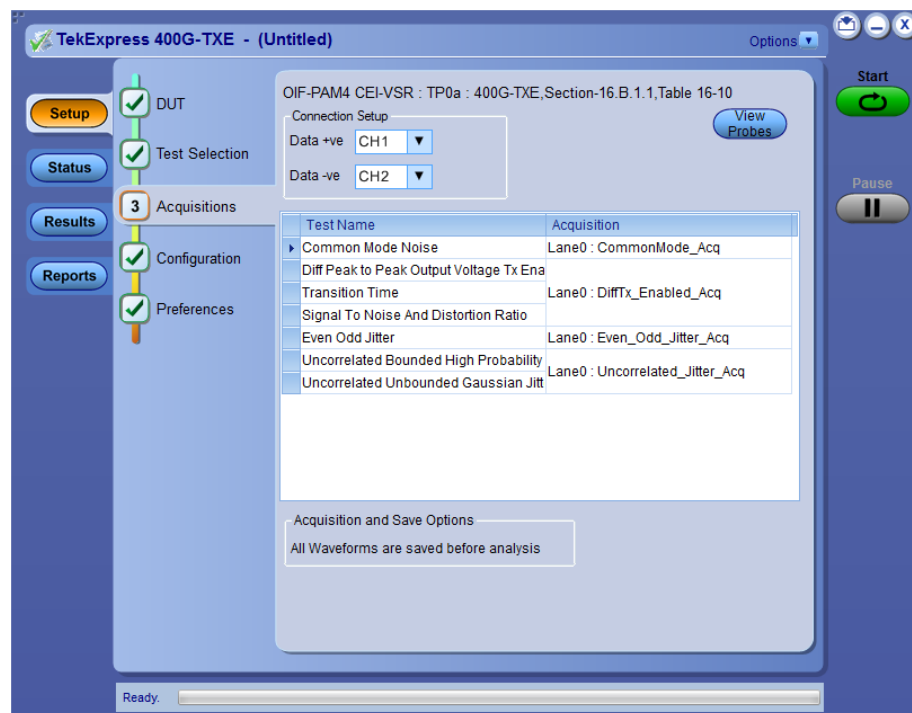 TekExpress 400G-TXE - (Untitled)
Options
X
Start
Setup
Status
Results
Reports
DUT
Test Selection
3 Acquisitions
Configuration
Preferences
OIF-PAM4 CEI-VSR : TP0a : 400G-TXE,Section-16.B.1.1,Table 16-10
Connection Setup
Data +ve CH1
Data -ve CH2
View
Probes
Pause
Test Name Acquisition
Common Mode Noise Lane0 : CommonMode_Acq
Diff Peak to Peak Output Voltage Tx Ena
Transition Time Lane0 : DiffTx_Enabled_Acq
Signal To Noise And Distortion Ratio
Even Odd Jitter Lane0 : Even_Odd_Jitter_Acq
Uncorrelated Bounded High Probability
Lane0 : Uncorrelated_Jitter_Acq
Uncorrelated Unbounded Gaussian Jitt
Acquisition and Save Options
All Waveforms are saved before analysis
Ready.